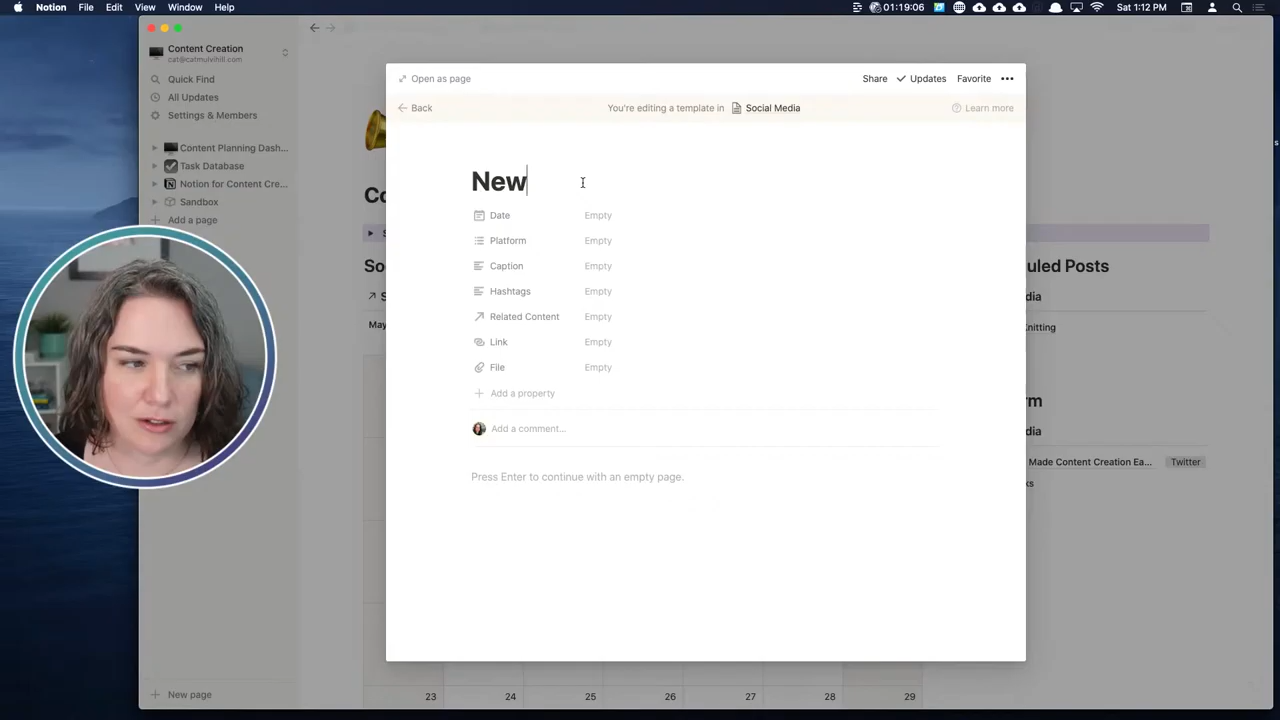 Notion File Edit View Window Help
01:19:06 Sat 1:12 PM
Content Creation
cat@catmulvihill.com
Quick Find
All Updates
Settings & Members
Content Planning Dash...
Task Database
Notion for Content Cre...
Sandbox
Add a page
New page
Open as page
Share Updates Favorite
Back
You're editing a template in Social Media
Learn more
New
Date Empty
Platform Empty
Caption Empty
Hashtags Empty
Related Content Empty
Link Empty
File Empty
Add a property
Add a comment...
Press Enter to continue with an empty page.
Co
So
S
May
uled Posts
dia
Knitting
rm
dia
Made Content Creation Ea... Twitter
ks
23 24 25 26 27 28 29